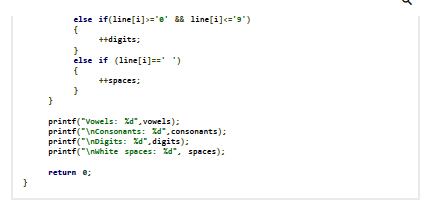 else if(line[i]>='0' && line[i]<='9')
{
++digits;
}
else if (line[i]==' ')
{
++spaces;
}
}
printf("Vowels: %d",vowels);
printf("\nConsonants: %d",consonants);
printf("\nDigits: %d",digits);
printf("\nWhite spaces: %d", spaces);
return 0;
}